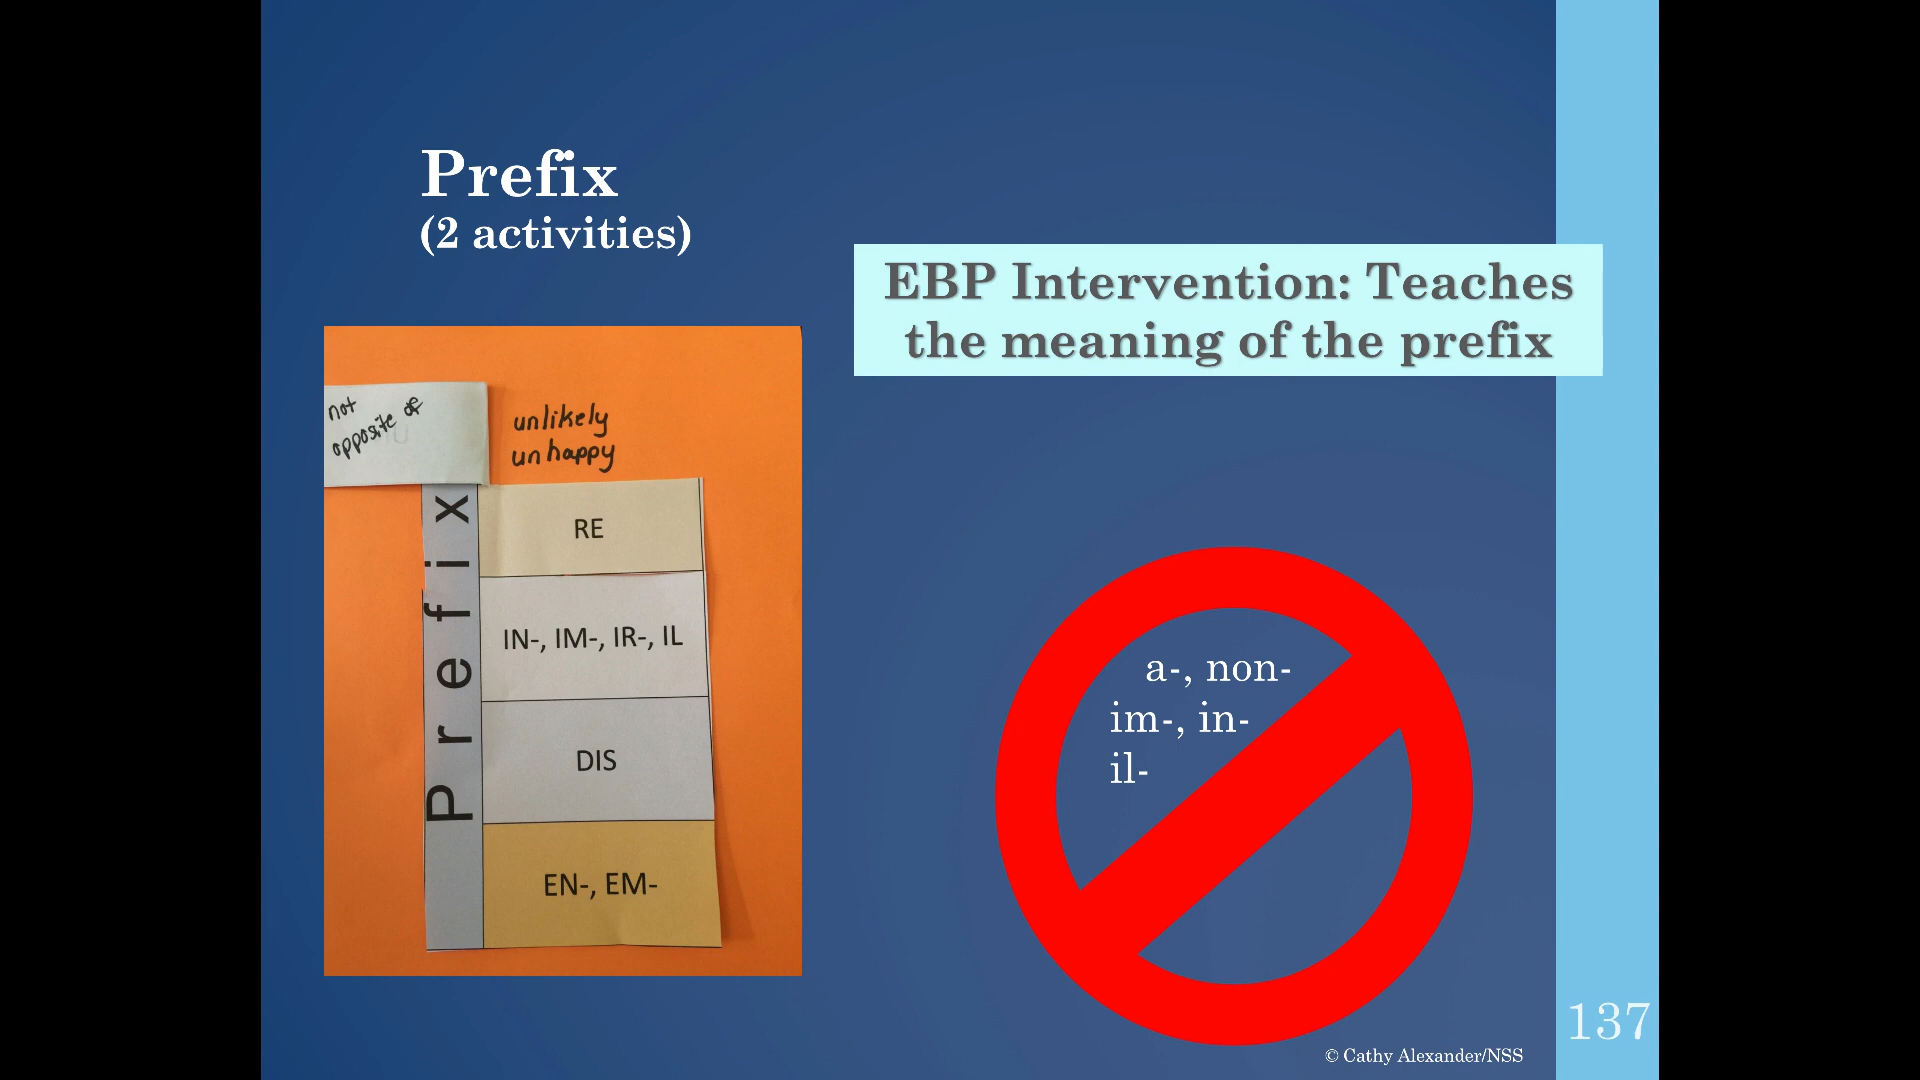 Prefix
(2 activities)
EBP Intervention: Teaches
the meaning of the prefix
not
opposite of
unlikely
unhappy
Prefix
RE
IN-, IM-, IR-, IL
DIS
EN-, EM-
a-, non-
im-, in-
il-
137
© Cathy Alexander/NSS